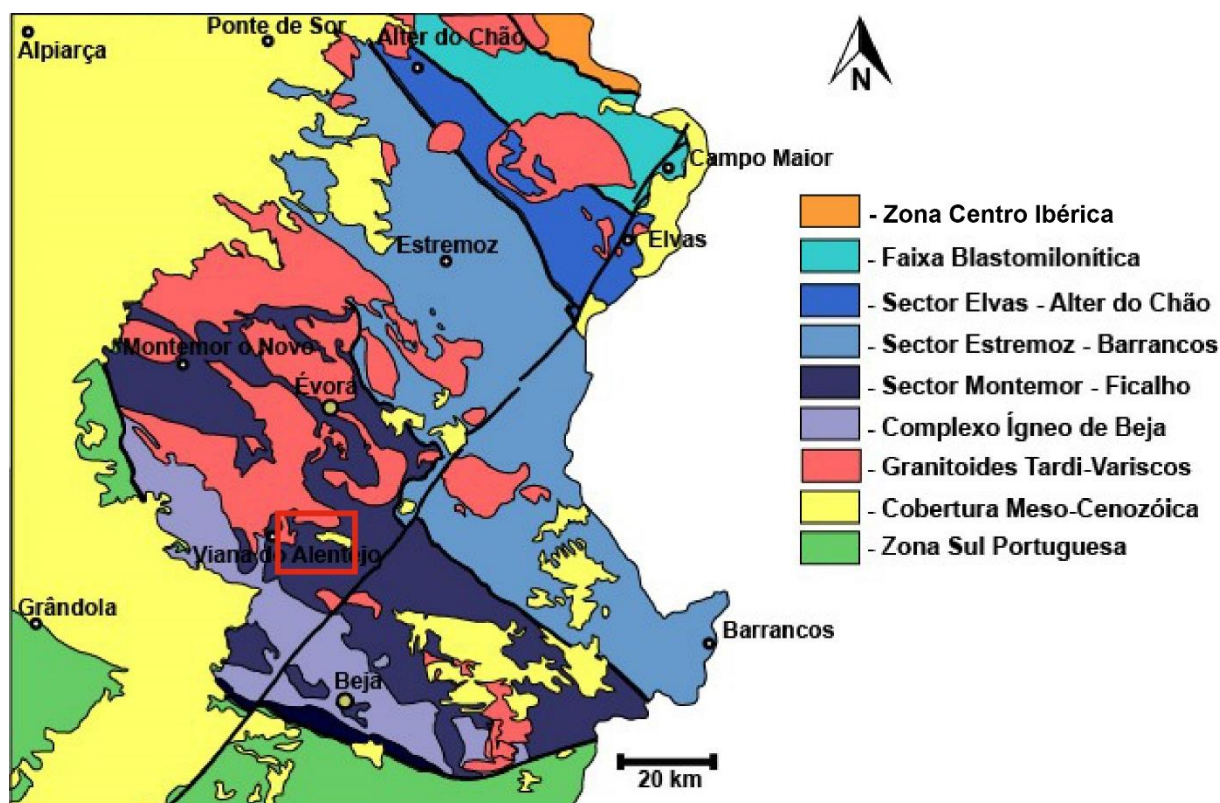 Ponte de Sor
Alpiarça
Alter do Chão
N
Campo Maior
Elvas
Estremoz
Montemor o Novo
Évora
Viana do Alentejo
Grândola
Barrancos
Beja
20 km
- Zona Centro Ibérica
- Faixa Blastomilonítica
- Sector Elvas - Alter do Chão
- Sector Estremoz - Barrancos
- Sector Montemor - Ficalho
- Complexo Ígneo de Beja
- Granitoides Tardi-Variscos
- Cobertura Meso-Cenozóica
- Zona Sul Portuguesa